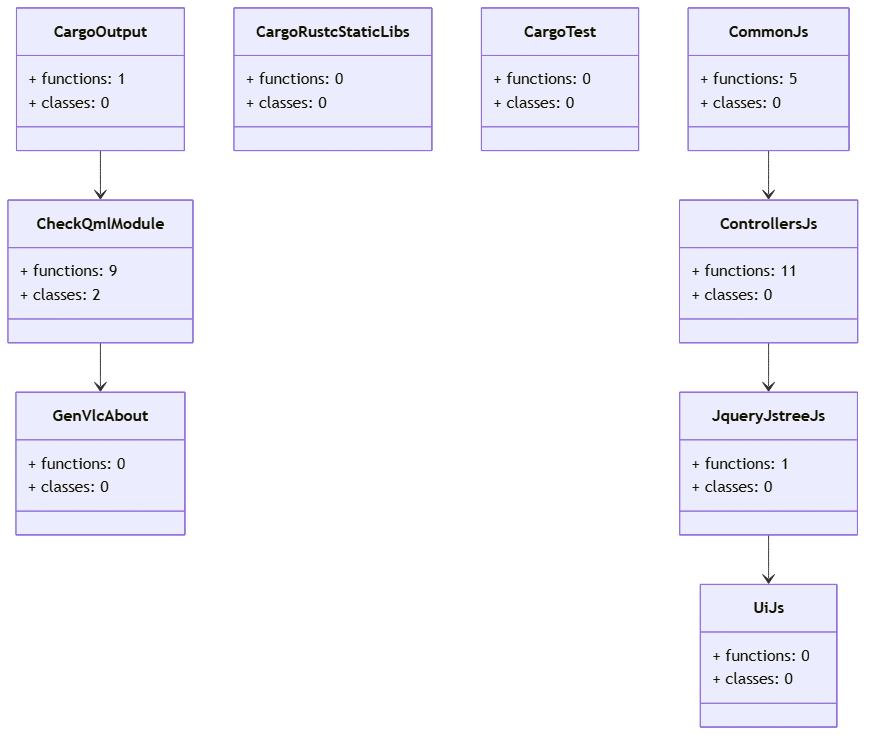 CargoOutput
+ functions: 1
+ classes: 0
CargoRustcStaticLibs
+ functions: 0
+ classes: 0
CargoTest
+ functions: 0
+ classes: 0
CommonJs
+ functions: 5
+ classes: 0
CheckQmlModule
+ functions: 9
+ classes: 2
ControllersJs
+ functions: 11
+ classes: 0
GenVlcAbout
+ functions: 0
+ classes: 0
JqueryJstreeJs
+ functions: 1
+ classes: 0
UiJs
+ functions: 0
+ classes: 0